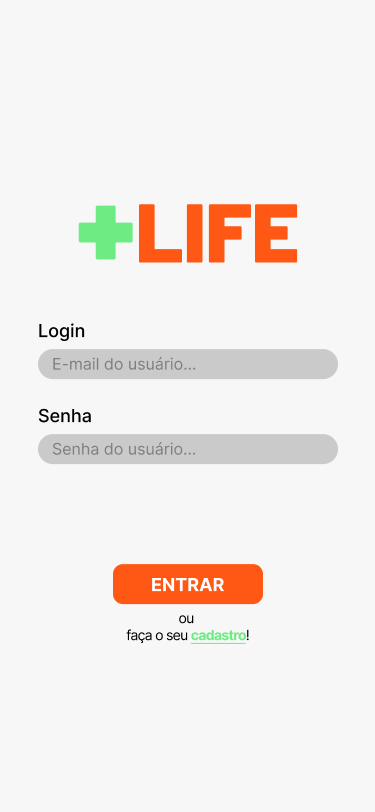 +LIFE
Login
E-mail do usuário...
Senha
Senha do usuário...
ENTRAR
ou
faça o seu cadastro!